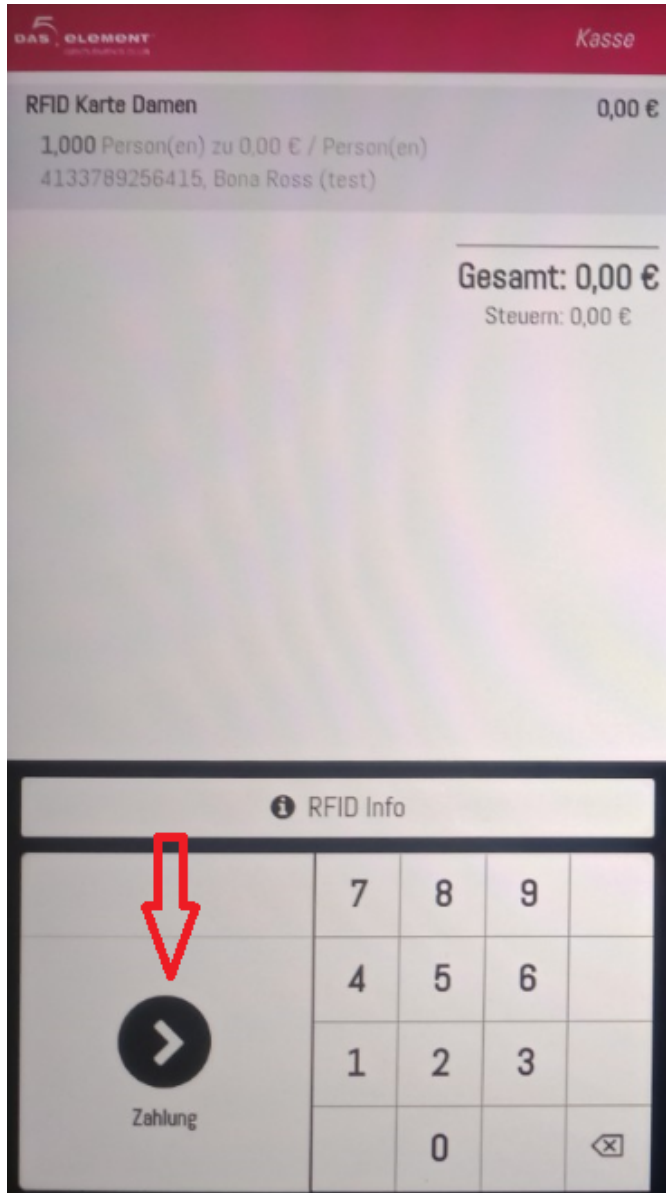 DAS 5 ELEMENT
Kasse
RFID Karte Damen 0,00 €
1,000 Person(en) zu 0,00 € / Person(en)
4133789256415, Bona Ross (test)
Gesamt: 0,00 €
Steuern: 0,00 €
RFID Info
7 8 9
4 5 6
Zahlung
1 2 3
0